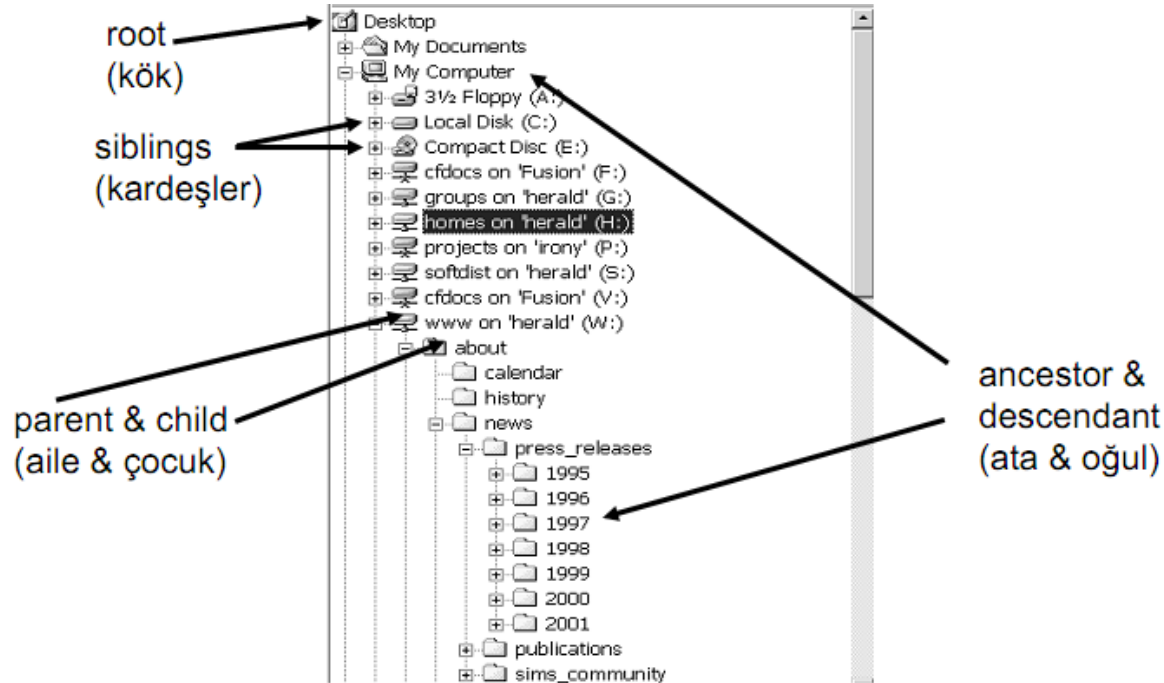 root
(kök)
siblings
(kardeşler)
parent & child
(aile & çocuk)
Desktop
My Documents
My Computer
3½ Floppy (A:)
Local Disk (C:)
Compact Disc (E:)
cfdocs on 'Fusion' (F:)
groups on 'herald' (G:)
homes on 'herald' (H:)
projects on 'irony' (P:)
softdist on 'herald' (S:)
cfdocs on 'Fusion' (V:)
www on 'herald' (W:)
about
calendar
history
news
press_releases
1995
1996
1997
1998
1999
2000
2001
publications
sims_community
ancestor &
descendant
(ata & oğul)